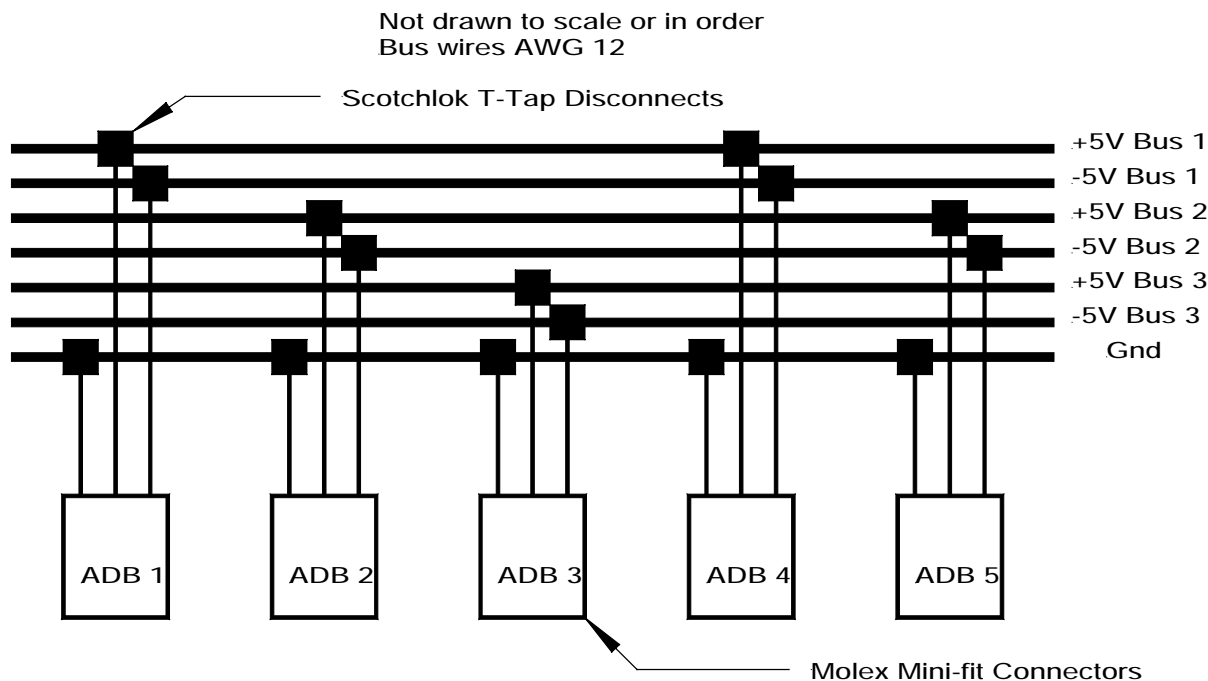 Not drawn to scale or in order
Bus wires AWG 12
Scotchlok T-Tap Disconnects
+5V Bus 1
-5V Bus 1
+5V Bus 2
-5V Bus 2
+5V Bus 3
-5V Bus 3
Gnd
ADB 1
ADB 2
ADB 3
ADB 4
ADB 5
Molex Mini-fit Connectors